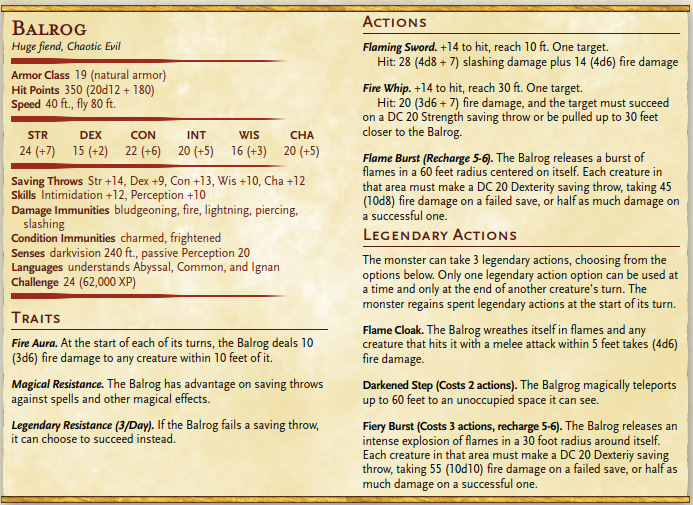 BALROG
Huge fiend, Chaotic Evil
Armor Class 19 (natural armor)
Hit Points 350 (20d12 + 180)
Speed 40 ft., fly 80 ft.
STR DEX CON INT WIS CHA
24 (+7) 15 (+2) 22 (+6) 20 (+5) 16 (+3) 20 (+5)
Saving Throws Str +14, Dex +9, Con +13, Wis +10, Cha +12
Skills Intimidation +12, Perception +10
Damage Immunities bludgeoning, fire, lightning, piercing,
slashing
Condition Immunities charmed, frightened
Senses darkvision 240 ft., passive Perception 20
Languages understands Abyssal, Common, and Ignan
Challenge 24 (62,000 XP)
TRAITS
Fire Aura. At the start of each of its turns, the Balrog deals 10
(3d6) fire damage to any creature within 10 feet of it.
Magical Resistance. The Balrog has advantage on saving throws
against spells and other magical effects.
Legendary Resistance (3/Day). If the Balrog fails a saving throw,
it can choose to succeed instead.
ACTIONS
Flaming Sword. +14 to hit, reach 10 ft. One target.
Hit: 28 (4d8 + 7) slashing damage plus 14 (4d6) fire damage
Fire Whip. +14 to hit, reach 30 ft. One target.
Hit: 20 (3d6 + 7) fire damage, and the target must succeed
on a DC 20 Strength saving throw or be pulled up to 30 feet
closer to the Balrog.
Flame Burst (Recharge 5-6). The Balrog releases a burst of
flames in a 60 feet radius centered on itself. Each creature in
that area must make a DC 20 Dexterity saving throw, taking 45
(10d8) fire damage on a failed save, or half as much damage on
a successful one.
LEGENDARY ACTIONS
The monster can take 3 legendary actions, choosing from the
options below. Only one legendary action option can be used at
a time and only at the end of another creature's turn. The
monster regains spent legendary actions at the start of its turn.
Flame Cloak. The Balrog wreathes itself in flames and any
creature that hits it with a melee attack within 5 feet takes (4d6)
fire damage.
Darkened Step (Costs 2 actions). The Balgrog magically teleports
up to 60 feet to an unoccupied space it can see.
Fiery Burst (Costs 3 actions, recharge 5-6). The Balrog releases an
intense explosion of flames in a 30 foot radius around itself.
Each creature in that area must make a DC 20 Dexteriy saving
throw, taking 55 (10d10) fire damage on a failed save, or half as
much damage on a successful one.